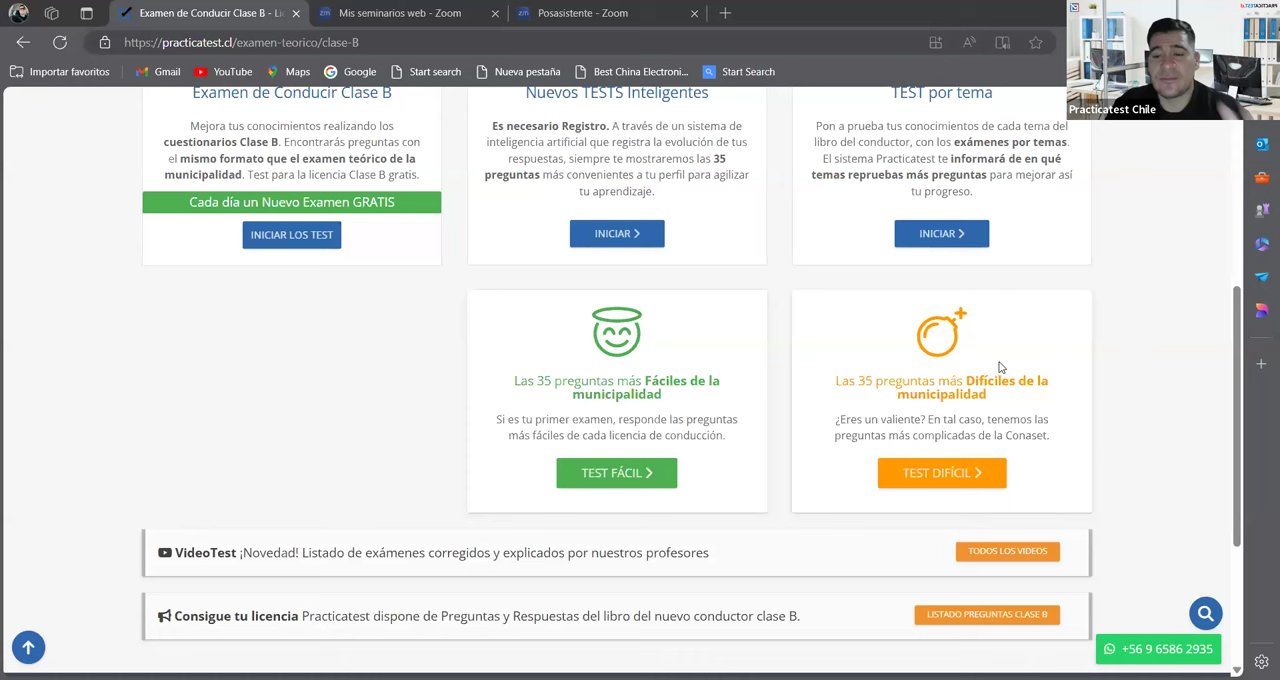 Examen de Conducir Clase B - Li
Mis seminarios web - Zoom
Posasistente - Zoom
https://practicatest.cl/examen-teorico/clase-B
Importar favoritos
Gmail
YouTube
Maps
Google
Start search
Nueva pestaña
Best China Electroni...
Start Search
Practicatest Chile
Examen de Conducir Clase B
Mejora tus conocimientos realizando los
cuestionarios Clase B. Encontrarás preguntas con
el mismo formato que el examen teórico de la
municipalidad. Test para la licencia Clase B gratis.
Cada día un Nuevo Examen GRATIS
INICIAR LOS TEST
Nuevos TESTS Inteligentes
Es necesario Registro. A través de un sistema de
inteligencia artificial que registra la evolución de tus
respuestas, siempre te mostraremos las 35
preguntas más convenientes a tu perfil para agilizar
tu aprendizaje.
INICIAR
TEST por tema
Pon a prueba tus conocimientos de cada tema del
libro del conductor, con los exámenes por temas.
El sistema Practicatest te informará de en qué
temas repruebas más preguntas para mejorar así
tu progreso.
INICIAR
Las 35 preguntas más Fáciles de la
municipalidad
Si es tu primer examen, responde las preguntas
más fáciles de cada licencia de conducción.
TEST FÁCIL
Las 35 preguntas más Difíciles de la
municipalidad
¿Eres un valiente? En tal caso, tenemos las
preguntas más complicadas de la Conaset.
TEST DIFÍCIL
VideoTest ¡Novedad! Listado de exámenes corregidos y explicados por nuestros profesores
TODOS LOS VIDEOS
Consigue tu licencia Practicatest dispone de Preguntas y Respuestas del libro del nuevo conductor clase B.
LISTADO PREGUNTAS CLASE B
+56 9 6586 2935